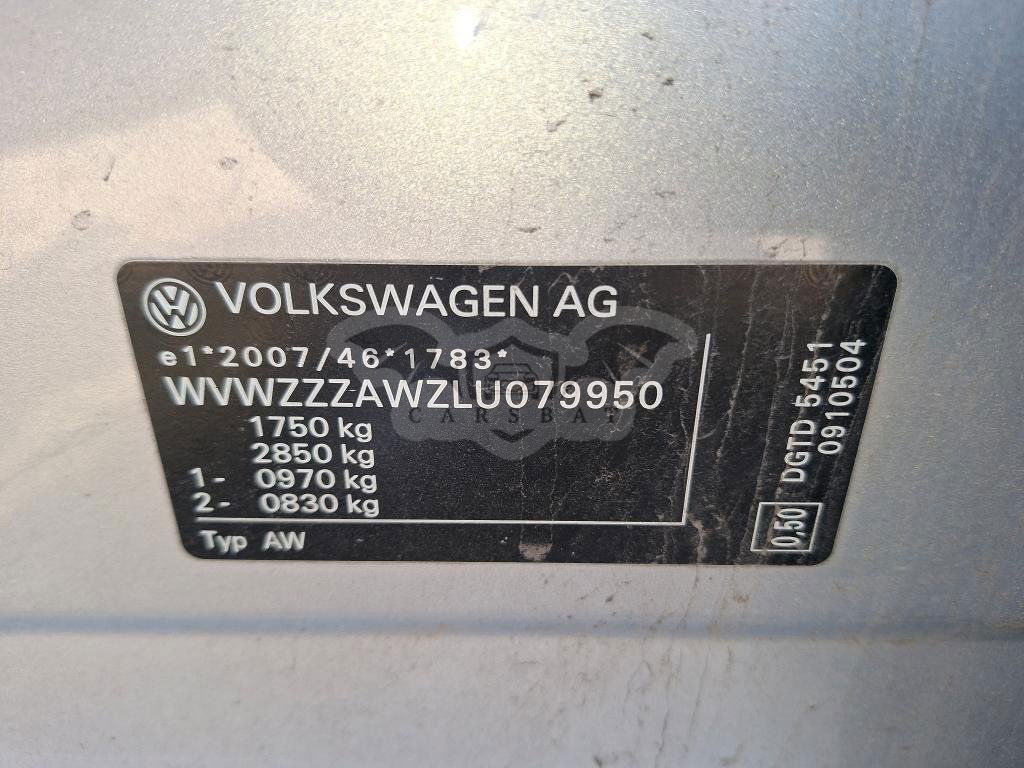 VOLKSWAGEN AG
e1*2007/46*1783*
WVWZZZAWZLU079950
1750 kg
2850 kg
1- 0970 kg
2- 0830 kg
Typ AW
0,50 DGTD 5451
0910504
CARSBAT